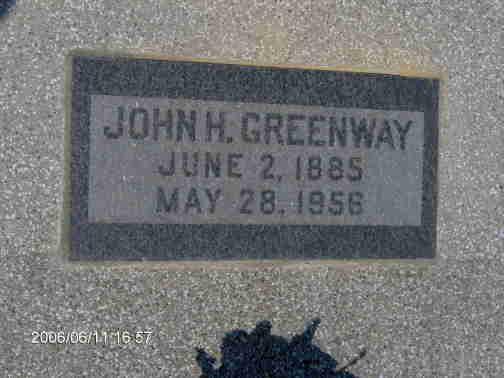 JOHN H. GREENWAY
JUNE 2, 1885
MAY 28, 1956
2006/06/11 16:57